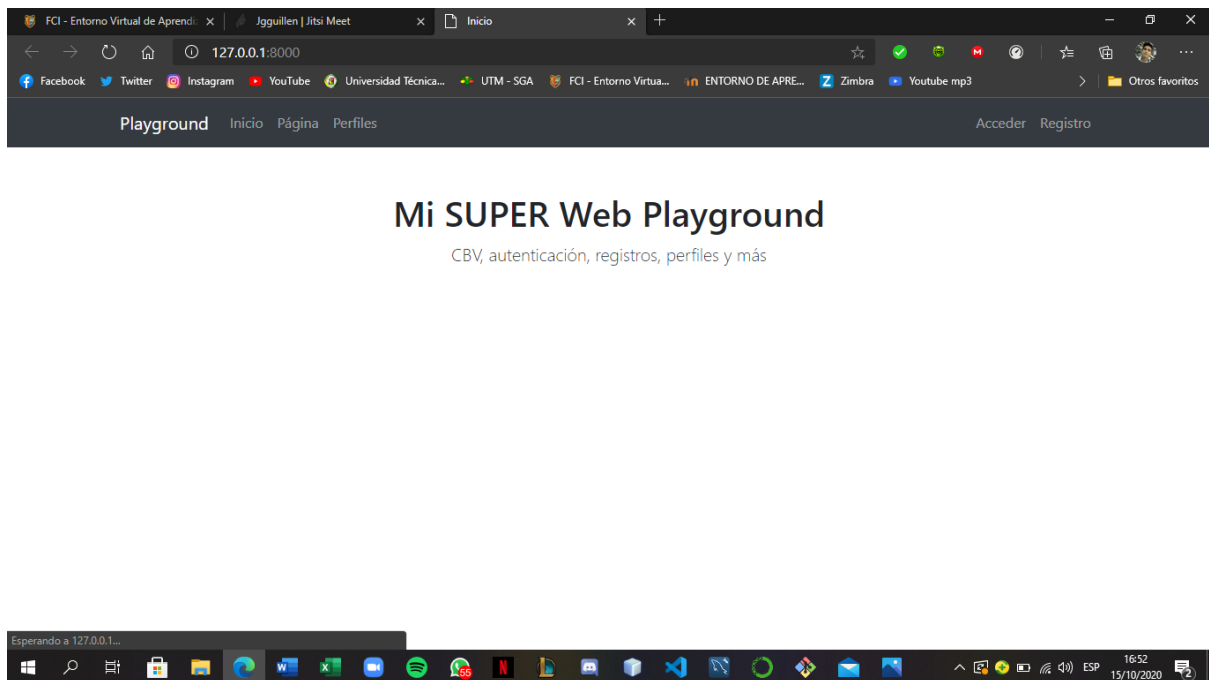 FCI - Entorno Virtual de Aprendi
Jgguillen | Jitsi Meet
Inicio
127.0.0.1:8000
Facebook
Twitter
Instagram
YouTube
Universidad Técnica...
UTM - SGA
FCI - Entorno Virtua...
ENTORNO DE APRE...
Zimbra
Youtube mp3
Otros favoritos
Playground Inicio Página Perfiles
Acceder Registro
Mi SUPER Web Playground
CBV, autenticación, registros, perfiles y más
Esperando a 127.0.0.1...
55
ESP
16:52
15/10/2020
2